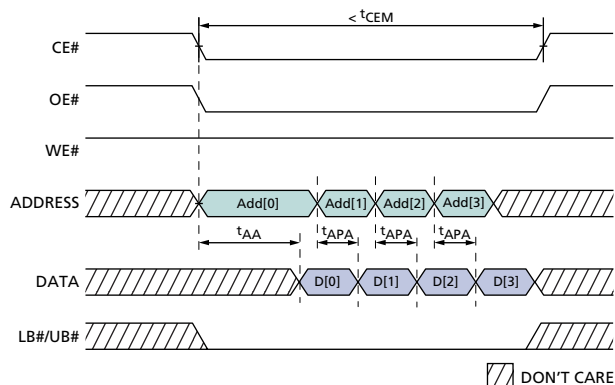 < tCEM
CE#
OE#
WE#
ADDRESS
Add[0] Add[1] Add[2] Add[3]
tAA tAPA tAPA tAPA
DATA
D[0] D[1] D[2] D[3]
LB#/UB#
DON'T CARE